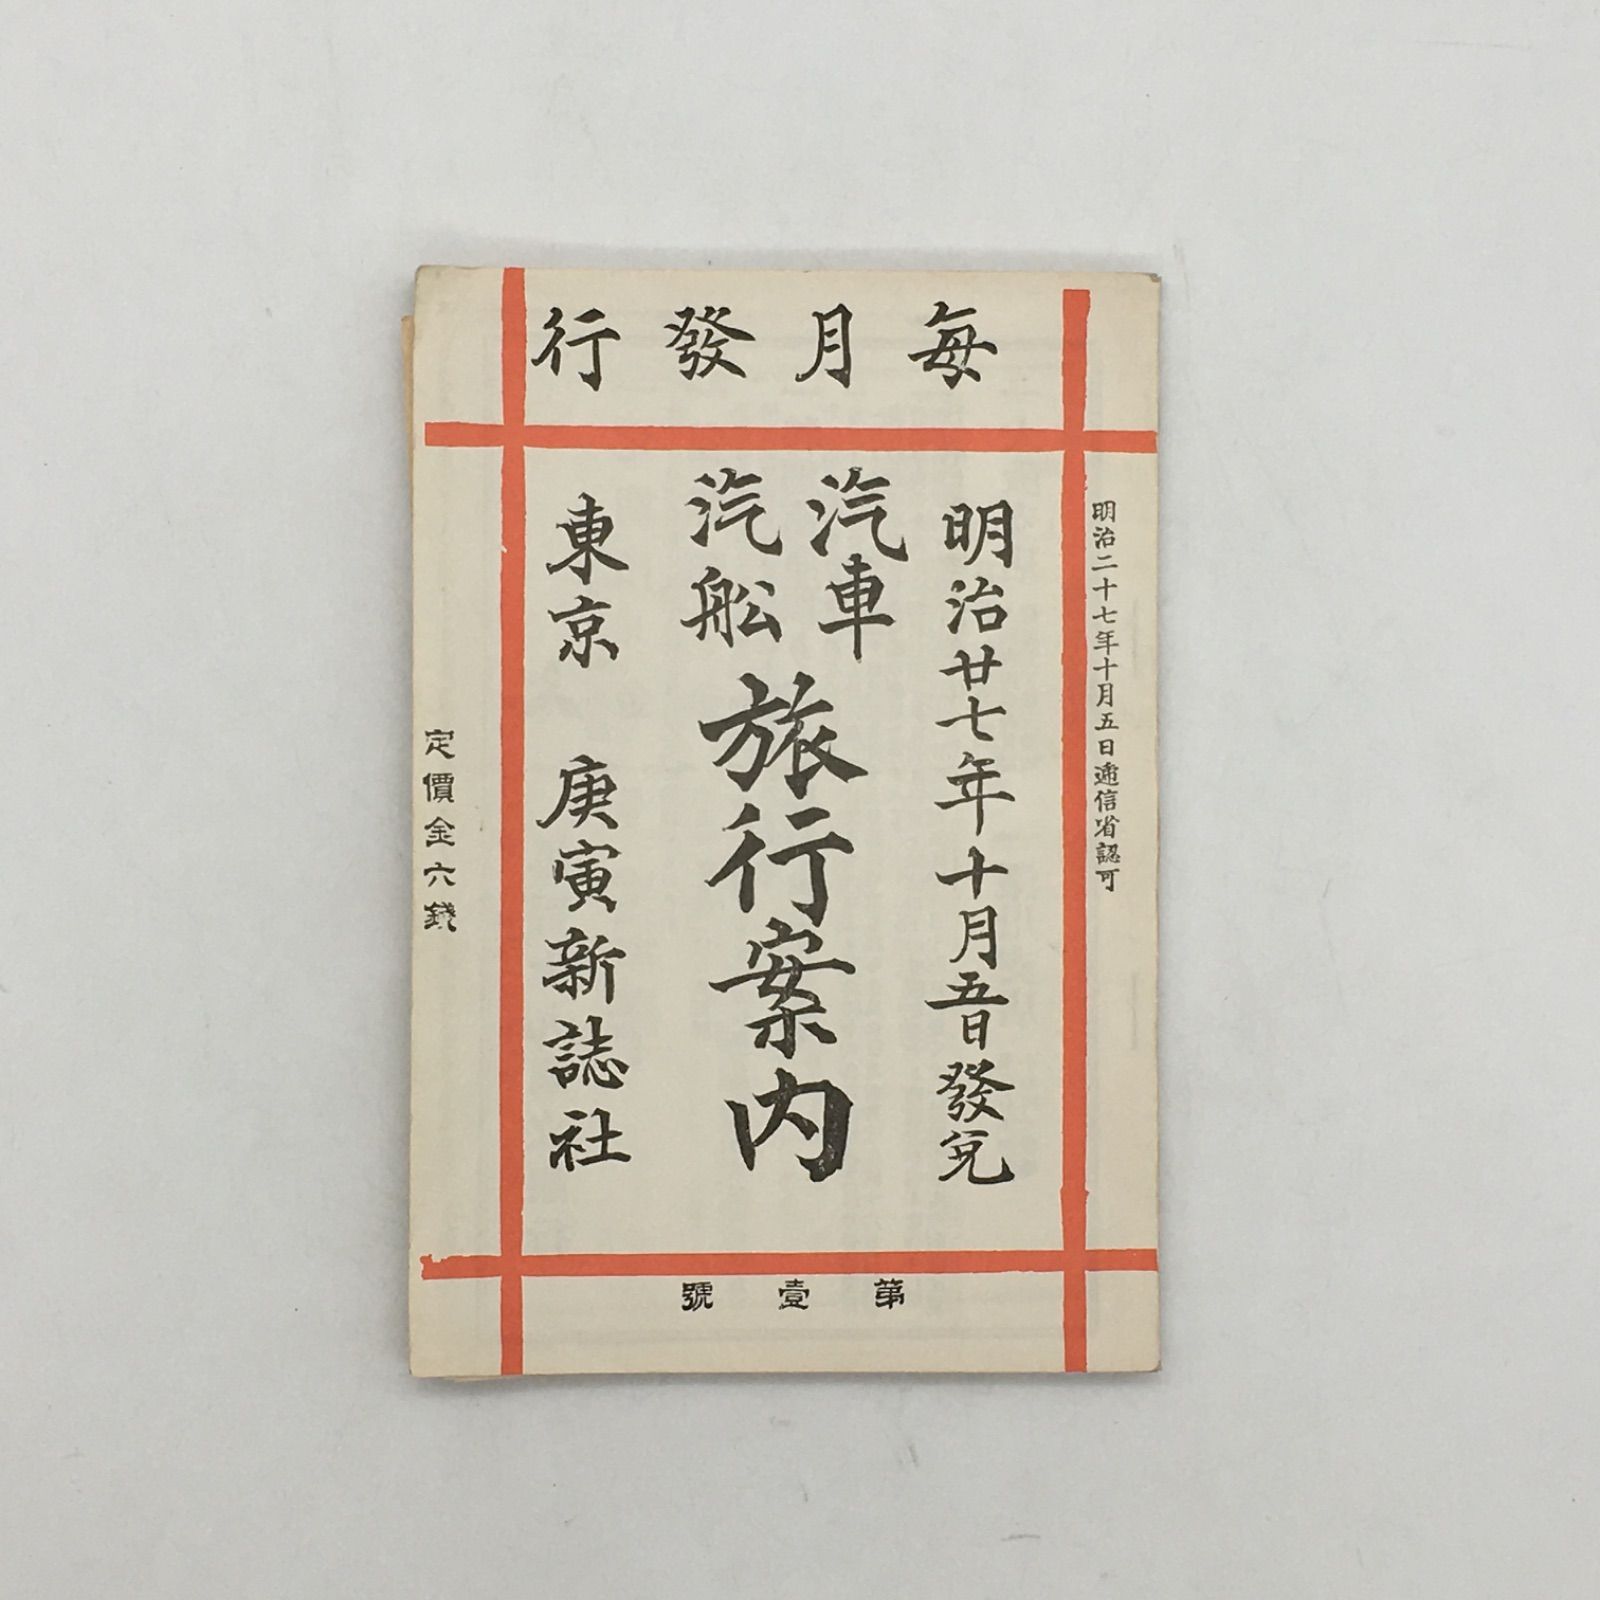 每月發行
明治二十七年十月五日遞信省認可
明治廿七年十月五日發兌
汽車
汽船
旅行案内
東京 庚寅新誌社
定價金六錢
第壹號